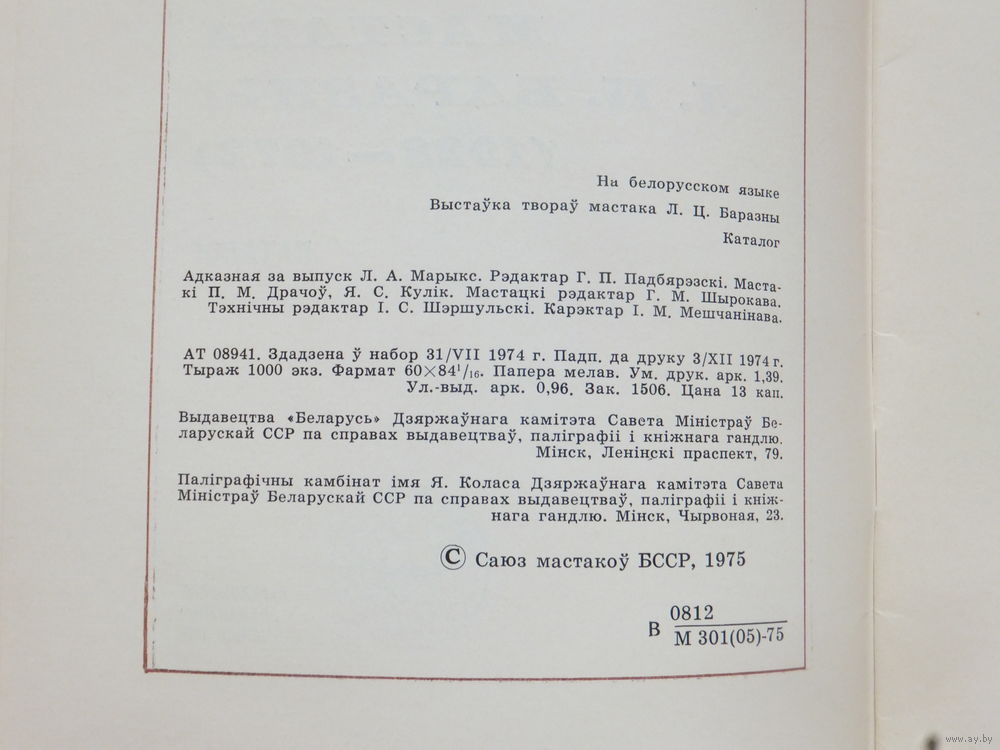 На белорусском языке
Выстаўка твораў мастака Л. Ц. Баразны
Каталог
Адказная за выпуск Л. А. Марыкс. Рэдактар Г. П. Падбярэзскі. Маста-
кі П. М. Драчоў, Я. С. Кулік. Мастацкі рэдактар Г. М. Шырокава.
Тэхнічны рэдактар І. С. Шэршульскі. Карэктар І. М. Мешчанінава.
АТ 08941. Здадзена ў набор 31/VII 1974 г. Падп. да друку 3/XII 1974 г.
Тыраж 1000 экз. Фармат 60×84¹/₁₆. Папера мелав. Ум. друк. арк. 1,39.
Ул.-выд. арк. 0,96. Зак. 1506. Цана 13 кап.
Выдавецтва «Беларусь» Дзяржаўнага камітэта Савета Міністраў Бе-
ларускай ССР па справах выдавецтваў, паліграфіі і кніжнага гандлю.
Мінск, Ленінскі праспект, 79.
Паліграфічны камбінат імя Я. Коласа Дзяржаўнага камітэта Савета
Міністраў Беларускай ССР па справах выдавецтваў, паліграфіі і кніж-
нага гандлю. Мінск, Чырвоная, 23.
© Саюз мастакоў БССР, 1975
0812
В
М 301(05)-75
www.ay.by